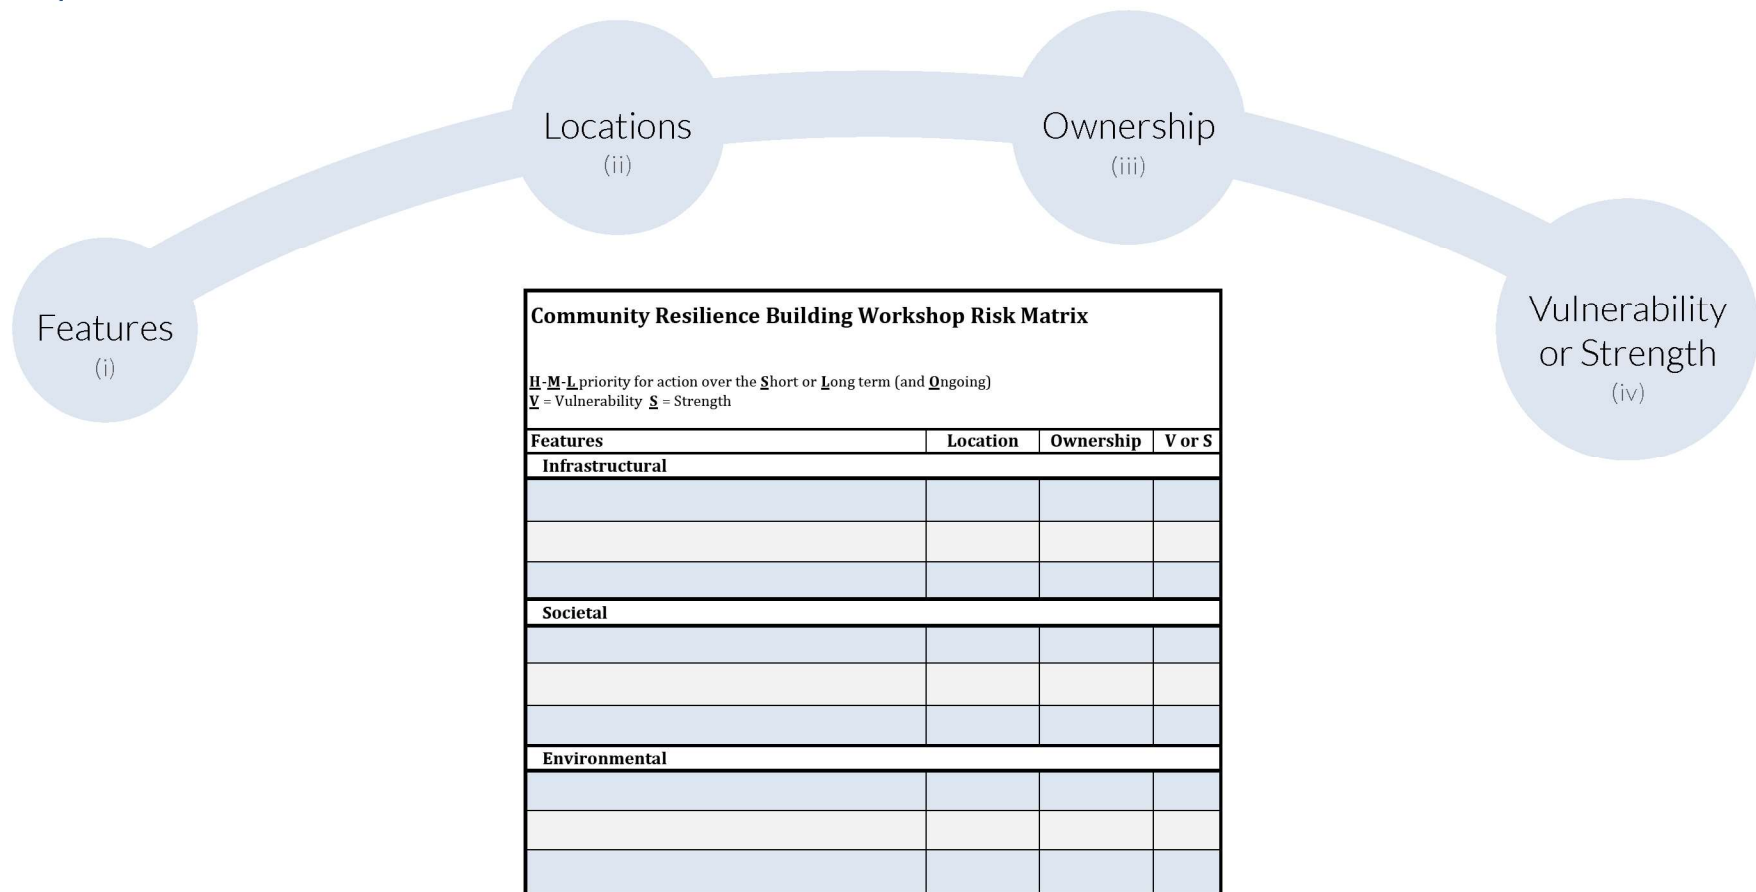 Locations
(ii)
Ownership
(iii)
Features
(i)
Vulnerability
or Strength
(iv)
Community Resilience Building Workshop Risk Matrix
H-M-L priority for action over the Short or Long term (and Ongoing)
V = Vulnerability S = Strength
Features Location Ownership V or S
Infrastructural
Societal
Environmental